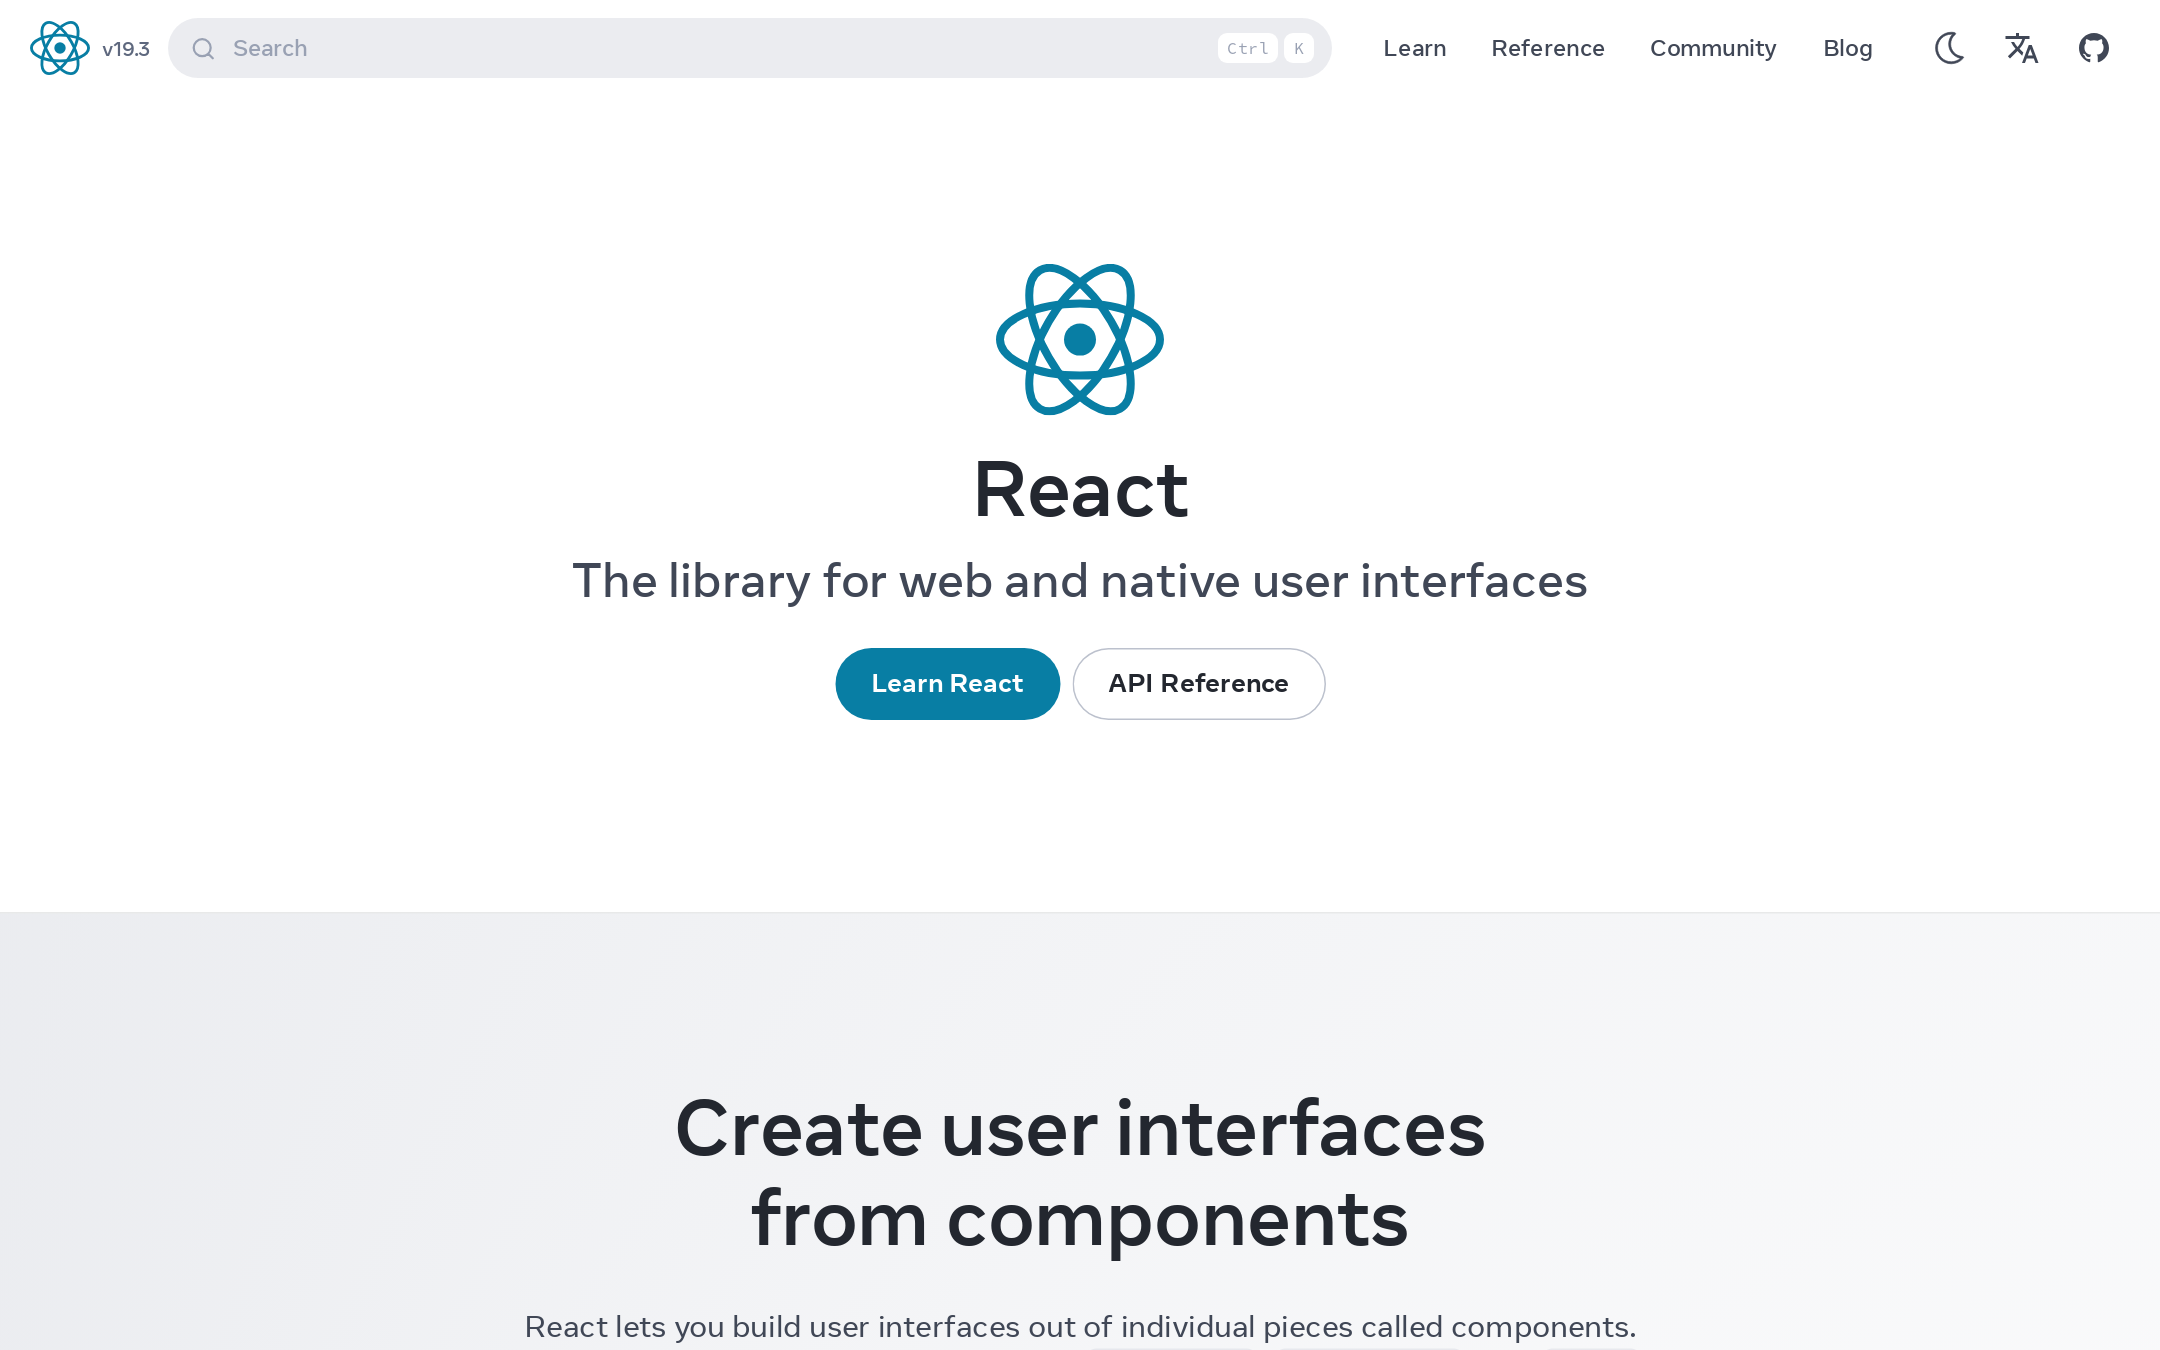 v19.3
Search
Ctrl K
Learn
Reference
Community
Blog
React
The library for web and native user interfaces
Learn React
API Reference
Create user interfaces
from components
React lets you build user interfaces out of individual pieces called components.